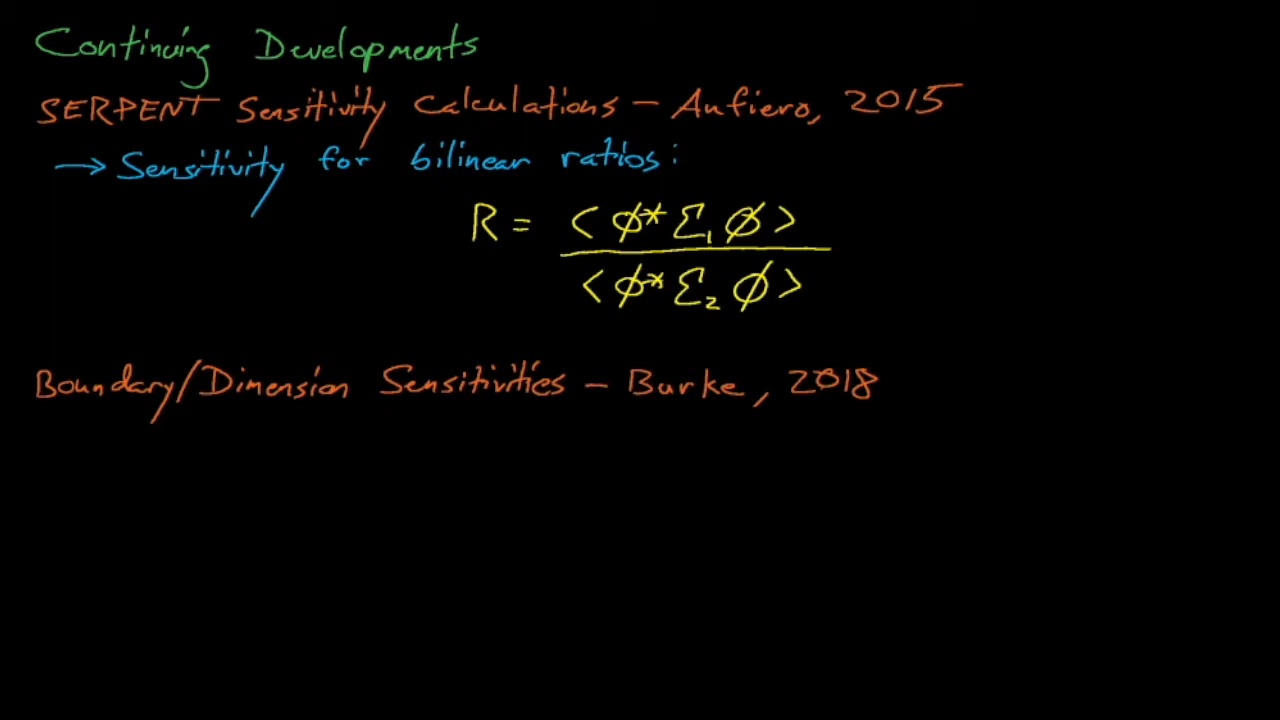 Continuing Developments
SERPENT Sensitivity Calculations – Aufiero, 2015
→ Sensitivity for bilinear ratios:
R = <ϕ* Σ₁ ϕ>
<ϕ* Σ₂ ϕ>
Boundary/Dimension Sensitivities – Burke, 2018